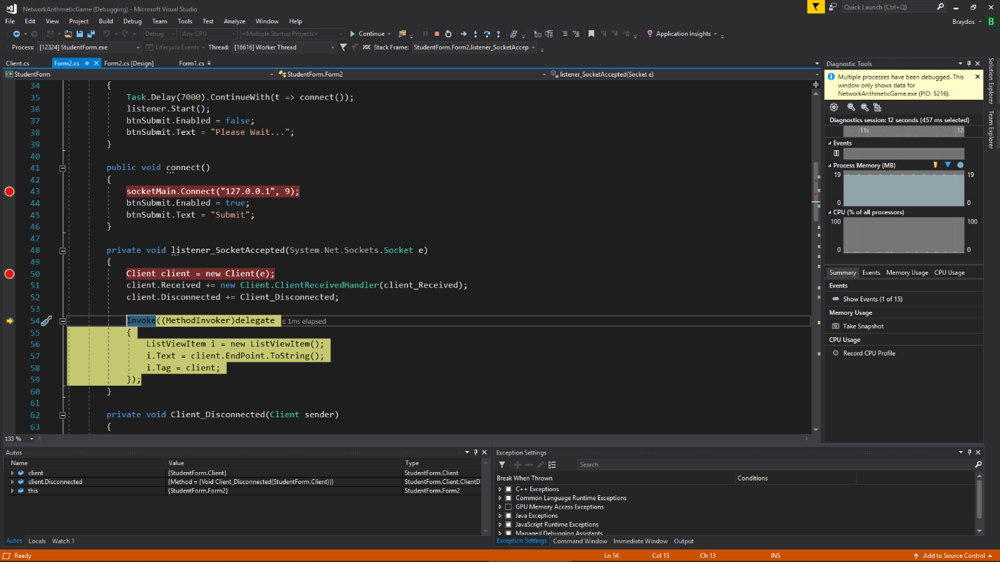 NetworkArithmeticGame (Debugging) - Microsoft Visual Studio
Quick Launch (Ctrl+Q)
File Edit View Project Build Debug Team Tools Test Analyze Window Help
Braydos B
Debug Any CPU <Multiple Startup Projects> Continue Application Insights
Process: [12324] StudentForm.exe Lifecycle Events Thread: [16616] Worker Thread Stack Frame: StudentForm.Form2.listener_SocketAccep
Client.cs Form2.cs Form2.cs [Design] Form1.cs
StudentForm StudentForm.Form2 listener_SocketAccepted(Socket e)
34 {
35 Task.Delay(7000).ContinueWith(t => connect());
36 listener.Start();
37 btnSubmit.Enabled = false;
38 btnSubmit.Text = "Please Wait...";
39 }
40
41 public void connect()
42 {
43 socketMain.Connect("127.0.0.1", 9);
44 btnSubmit.Enabled = true;
45 btnSubmit.Text = "Submit";
46 }
47
48 private void listener_SocketAccepted(System.Net.Sockets.Socket e)
49 {
50 Client client = new Client(e);
51 client.Received += new Client.ClientReceivedHandler(client_Received);
52 client.Disconnected += Client_Disconnected;
53
54 Invoke((MethodInvoker)delegate ≤ 1ms elapsed
55 {
56 ListViewItem i = new ListViewItem();
57 i.Text = client.EndPoint.ToString();
58 i.Tag = client;
59 });
60 }
61
62 private void Client_Disconnected(Client sender)
63 {
133 %
Diagnostic Tools
Multiple processes have been debugged. This
window only shows data for
NetworkArithmeticGame.exe (PID: 5216).
Diagnostics session: 12 seconds (457 ms selected)
11s 12
Events
Process Memory (MB)
19 19
0 0
CPU (% of all processors)
100 100
0 0
Summary Events Memory Usage CPU Usage
Events
Show Events (1 of 15)
Memory Usage
Take Snapshot
CPU Usage
Record CPU Profile
Solution Explorer
Team Explorer
Autos
Name Value Type
client {StudentForm.Client} StudentForm.Client
client.Disconnected {Method = {Void Client_Disconnected(StudentForm.Client)}} StudentForm.Client.ClientD
this {StudentForm.Form2} StudentForm.Form2
Autos Locals Watch 1
Exception Settings
Search
Break When Thrown Conditions
C++ Exceptions
Common Language Runtime Exceptions
GPU Memory Access Exceptions
Java Exceptions
JavaScript Runtime Exceptions
Managed Debugging Assistants
Exception Settings Command Window Immediate Window Output
Ready Ln 54 Col 13 Ch 13 INS Add to Source Control